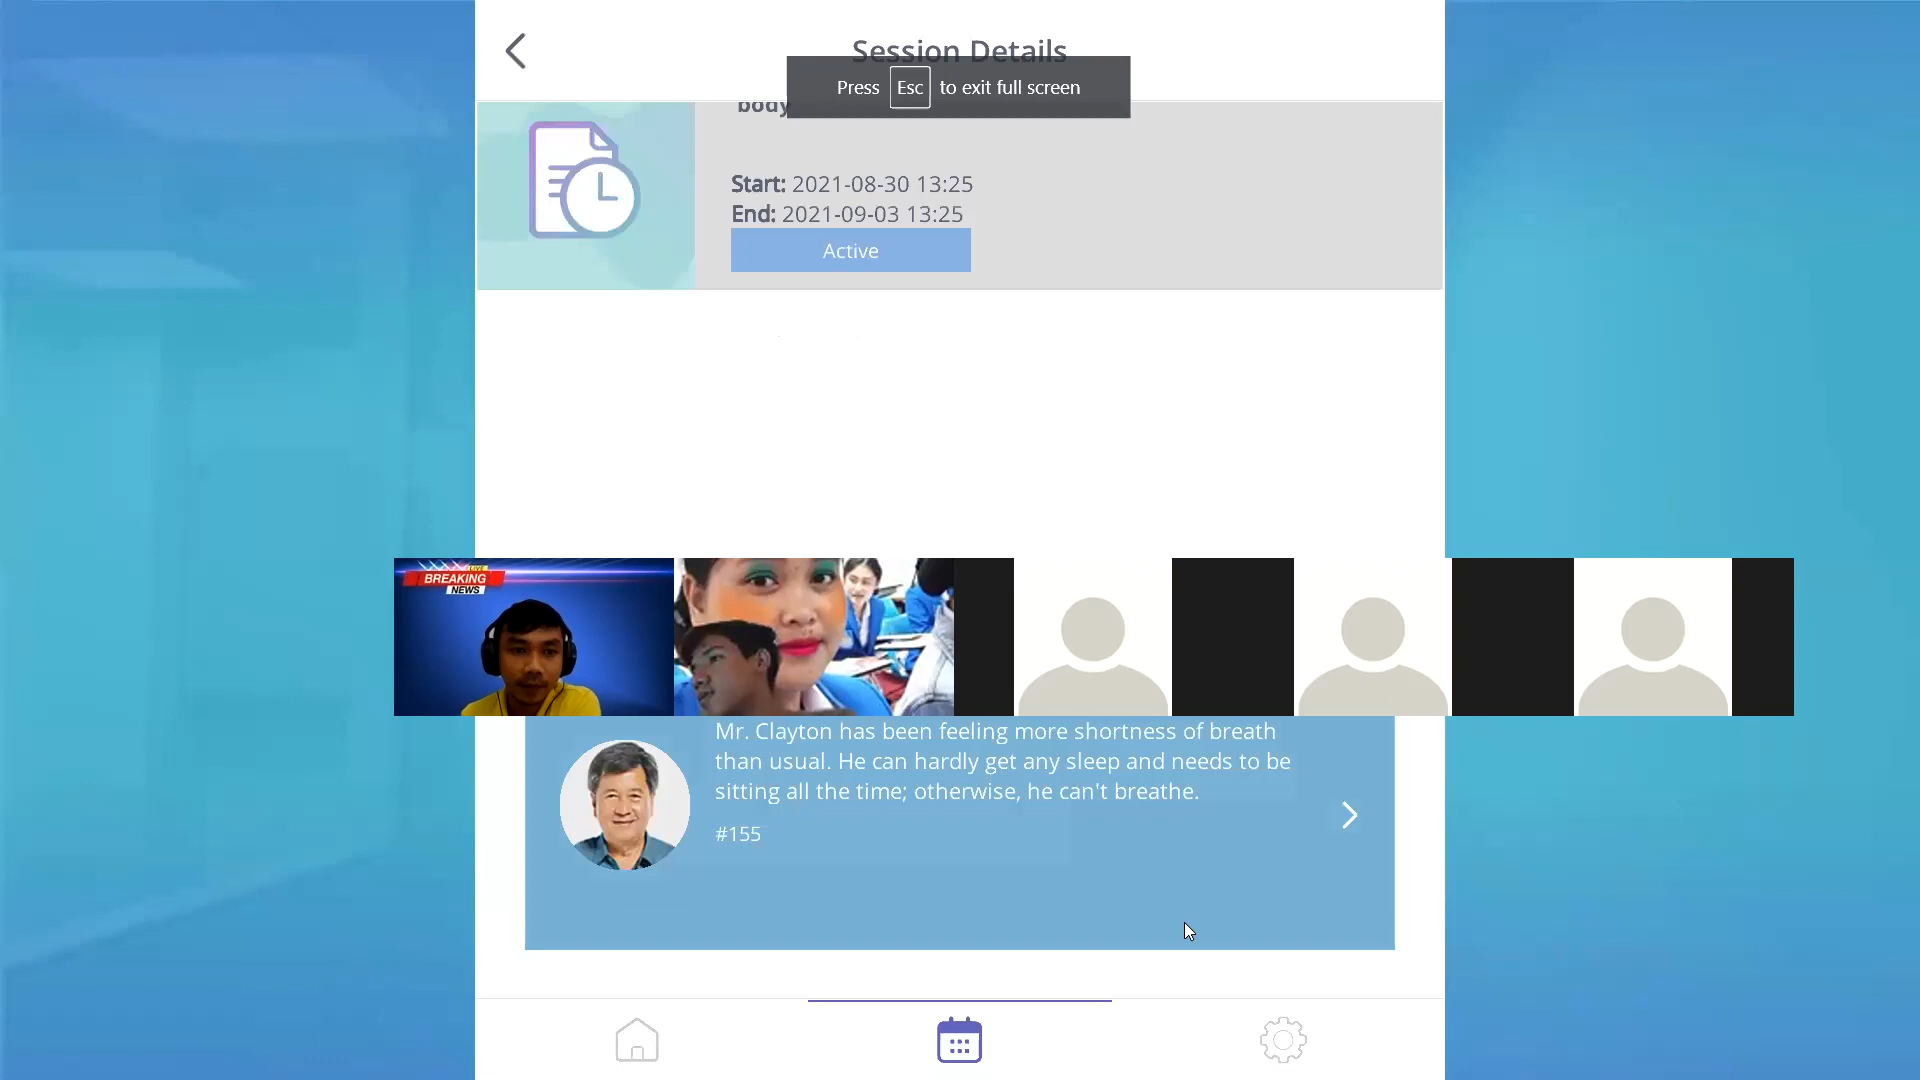 Session Details
Press Esc to exit full screen
body
Start: 2021-08-30 13:25
End: 2021-09-03 13:25
Active
LIVE
BREAKING
NEWS
Mr. Clayton has been feeling more shortness of breath
than usual. He can hardly get any sleep and needs to be
sitting all the time; otherwise, he can't breathe.
#155